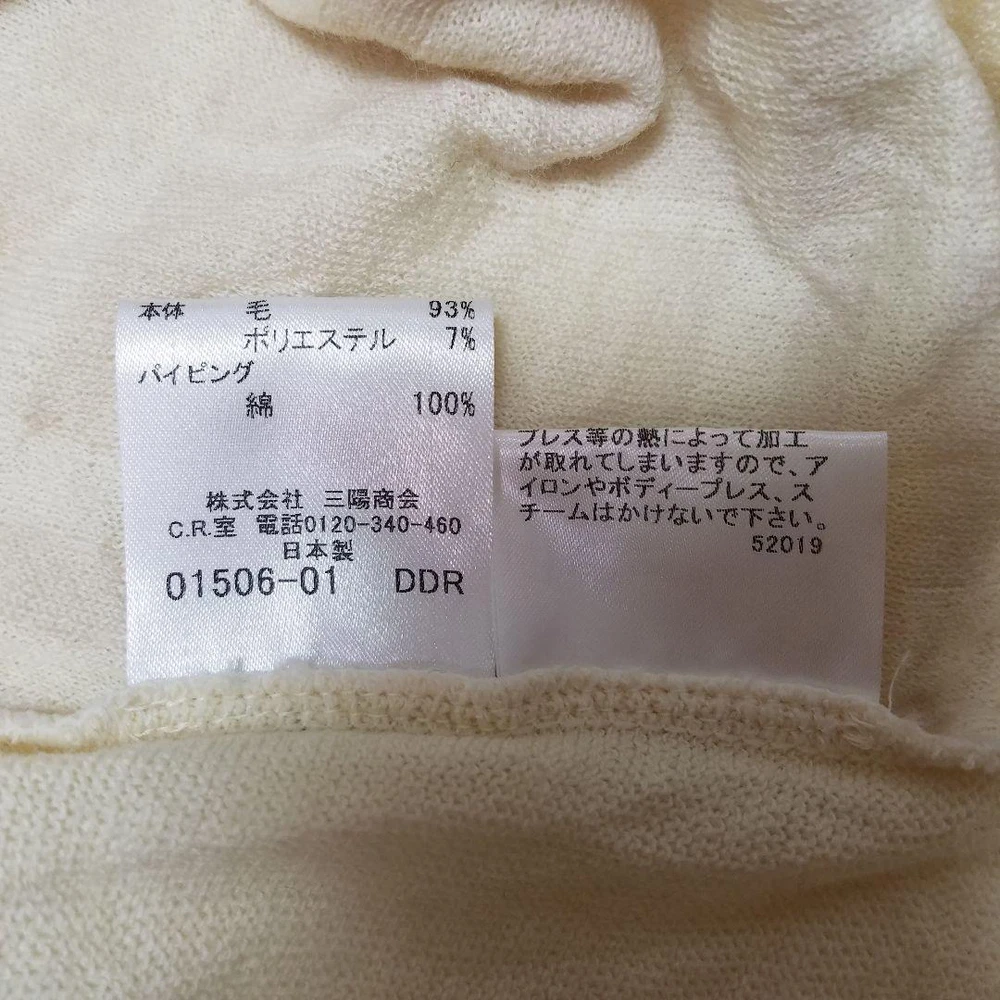 本体 毛 93%
ポリエステル 7%
パイピング
綿 100%
株式会社 三陽商会
C.R.室 電話0120-340-460
日本製
01506-01 DDR
プレス等の熱によって加工
が取れてしまいますので、ア
イロンやボディープレス、ス
チームはかけないで下さい。
52019